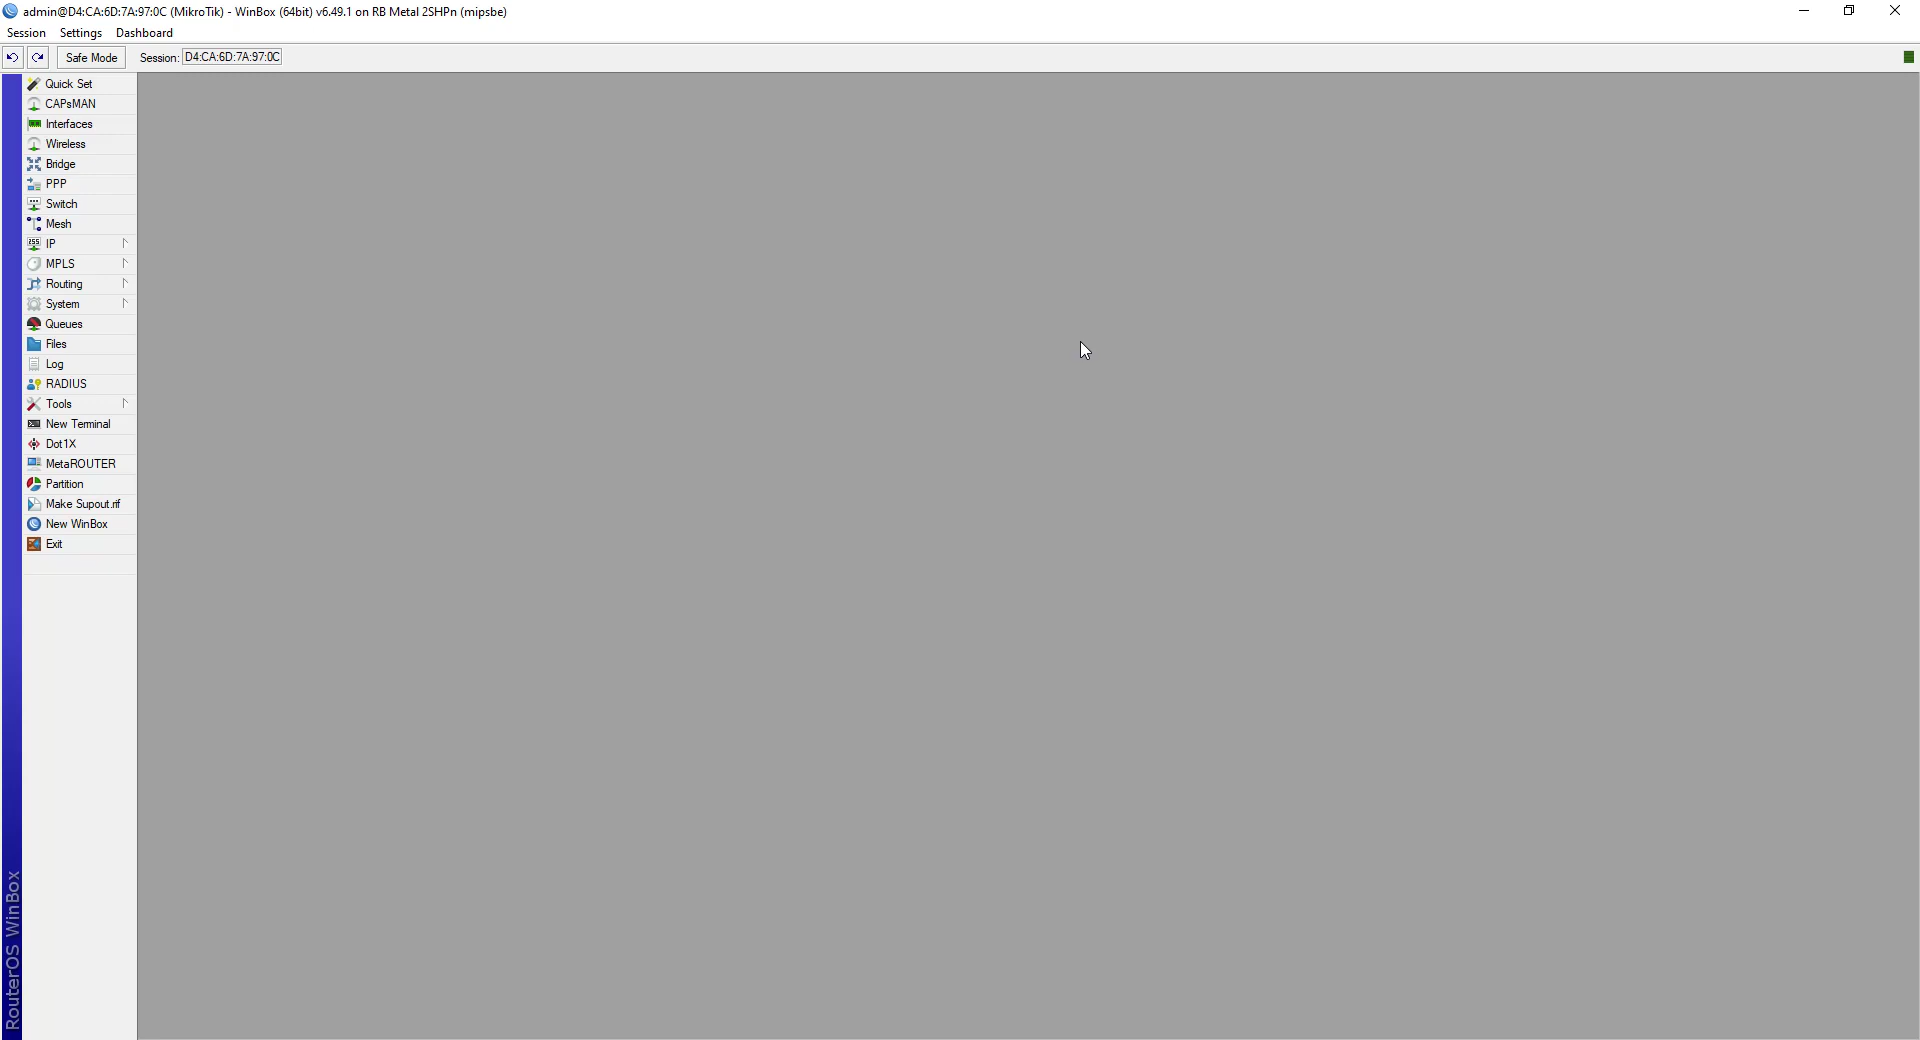 admin@D4:CA:6D:7A:97:0C (MikroTik) - WinBox (64bit) v6.49.1 on RB Metal 2SHPn (mipsbe)
Session Settings Dashboard
Safe Mode Session: D4:CA:6D:7A:97:0C
Quick Set
CAPsMAN
Interfaces
Wireless
Bridge
PPP
Switch
Mesh
IP
MPLS
Routing
System
Queues
Files
Log
RADIUS
Tools
New Terminal
Dot1X
MetaROUTER
Partition
Make Supout.rif
New WinBox
Exit
RouterOS WinBox